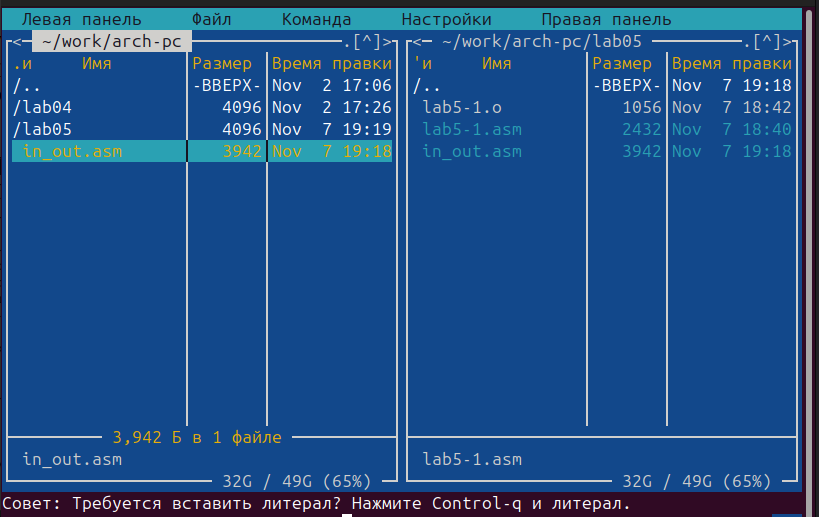 Левая панель Файл Команда Настройки Правая панель
<─ ~/work/arch-pc .[^]> <─ ~/work/arch-pc/lab05 .[^]>
.и Имя Размер Время правки 'и Имя Размер Время правки
/.. -ВВЕРХ- Nov 2 17:06 /.. -ВВЕРХ- Nov 7 19:18
/lab04 4096 Nov 2 17:26 lab5-1.o 1056 Nov 7 18:42
/lab05 4096 Nov 7 19:19 lab5-1.asm 2432 Nov 7 18:40
in_out.asm 3942 Nov 7 19:18 in_out.asm 3942 Nov 7 19:18
3,942 Б в 1 файле
in_out.asm lab5-1.asm
32G / 49G (65%) 32G / 49G (65%)
Совет: Требуется вставить литерал? Нажмите Control-q и литерал.